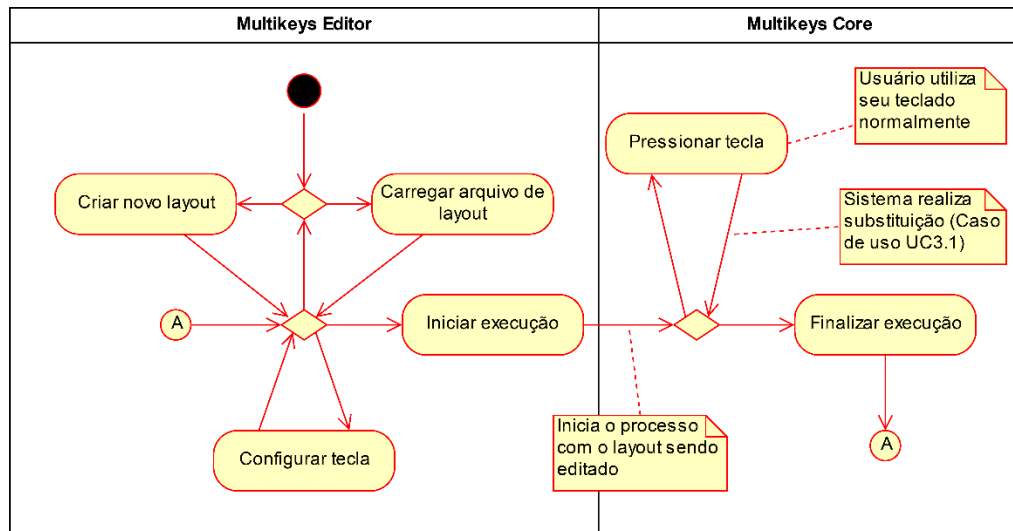 Multikeys Editor
Multikeys Core
Usuário utiliza
seu teclado
normalmente
Pressionar tecla
Criar novo layout
Carregar arquivo de
layout
Sistema realiza
substituição (Caso
de uso UC3.1)
A
Iniciar execução
Finalizar execução
Configurar tecla
Inicia o processo
com o layout sendo
editado
A